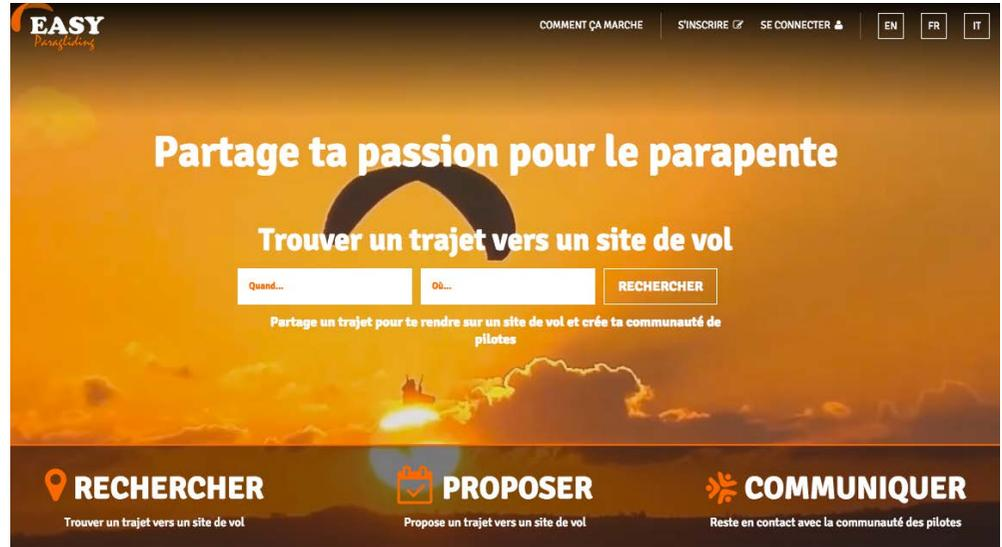 EASY
Paragliding
COMMENT ÇA MARCHE
S'INSCRIRE
SE CONNECTER
EN
FR
IT
Partage ta passion pour le parapente
Trouver un trajet vers un site de vol
Quand...
Où...
RECHERCHER
Partage un trajet pour te rendre sur un site de vol et crée ta communauté de
pilotes
RECHERCHER
Trouver un trajet vers un site de vol
PROPOSER
Propose un trajet vers un site de vol
COMMUNIQUER
Reste en contact avec la communauté des pilotes